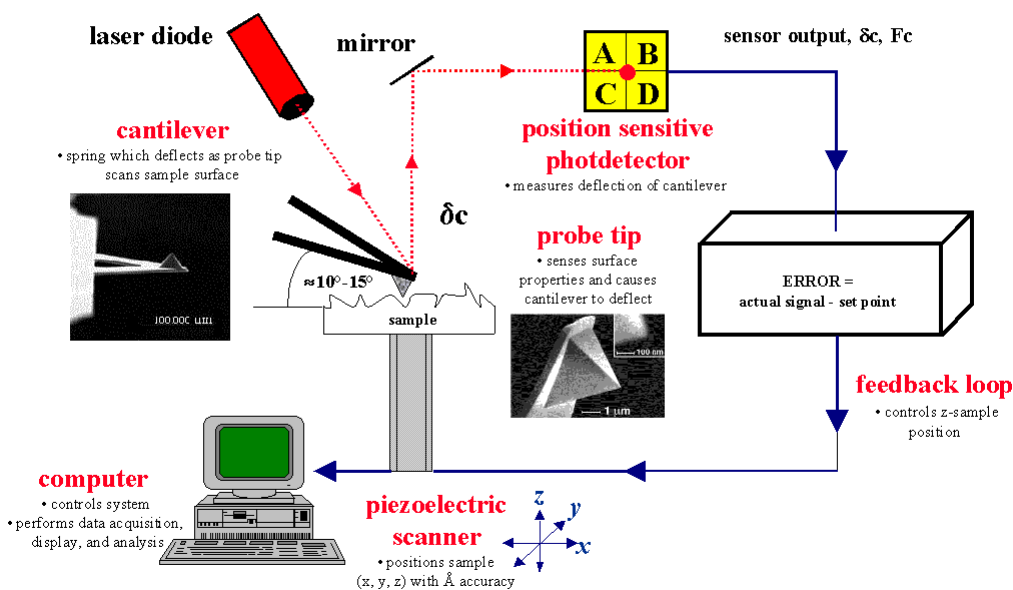 laser diode
mirror
A B
C D
sensor output, δc, Fc
cantilever
• spring which deflects as probe tip
scans sample surface
100.000 um
position sensitive
photdetector
• measures deflection of cantilever
δc
≈10°-15°
sample
probe tip
• senses surface
properties and causes
cantilever to deflect
100 nm
1 μm
ERROR =
actual signal - set point
feedback loop
• controls z-sample
position
computer
• controls system
• performs data acquisition,
display, and analysis
piezoelectric
scanner
• positions sample
(x, y, z) with Å accuracy
z
y
x